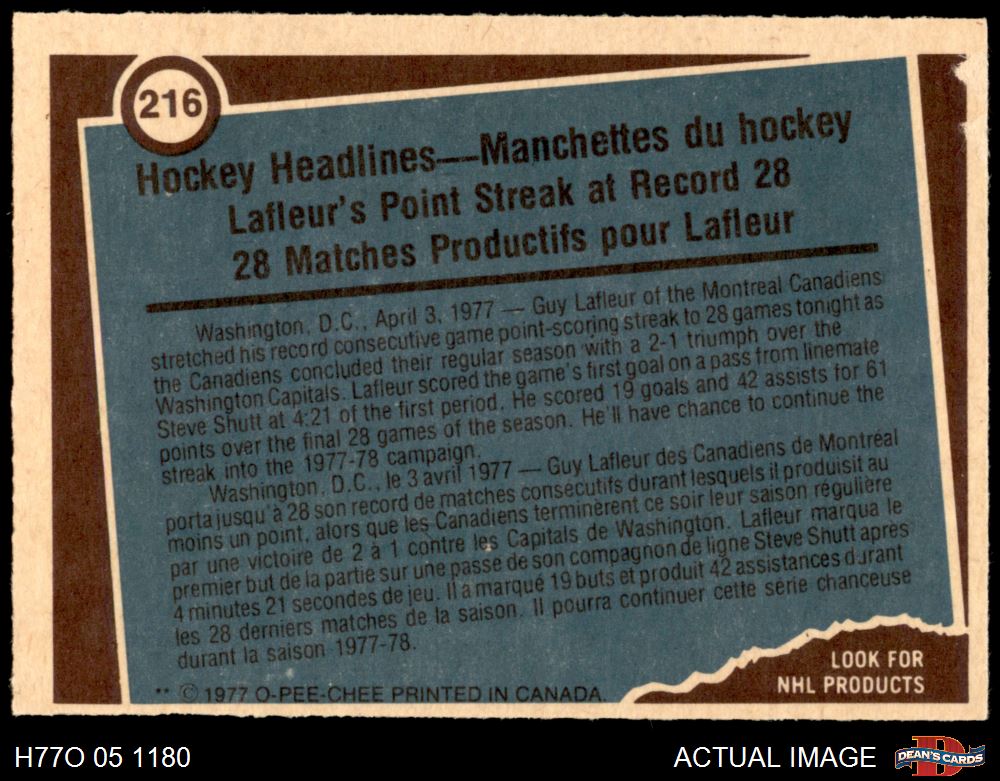 216
Hockey Headlines—Manchettes du hockey
Lafleur's Point Streak at Record 28
28 Matches Productifs pour Lafleur
Washington, D.C., April 3, 1977 — Guy Lafleur of the Montreal Canadiens
stretched his record consecutive game point-scoring streak to 28 games tonight as
the Canadiens concluded their regular season with a 2-1 triumph over the
Washington Capitals. Lafleur scored the game's first goal on a pass from linemate
Steve Shutt at 4:21 of the first period. He scored 19 goals and 42 assists for 61
points over the final 28 games of the season. He'll have chance to continue the
streak into the 1977-78 campaign.
Washington, D.C., le 3 avril 1977 — Guy Lafleur des Canadiens de Montréal
porta jusqu'à 28 son record de matches consecutifs durant lesquels il produisit au
moins un point, alors que les Canadiens terminèrent ce soir leur saison régulière
par une victoire de 2 à 1 contre les Capitals de Washington. Lafleur marqua le
premier but de la partie sur une passe de son compagnon de ligne Steve Shutt après
4 minutes 21 secondes de jeu. Il a marqué 19 buts et produit 42 assistances durant
les 28 derniers matches de la saison. Il pourra continuer cette série chanceuse
durant la saison 1977-78.
** © 1977 O-PEE-CHEE PRINTED IN CANADA.
LOOK FOR
NHL PRODUCTS
H77O 05 1180
ACTUAL IMAGE
D
DEAN'S CARDS